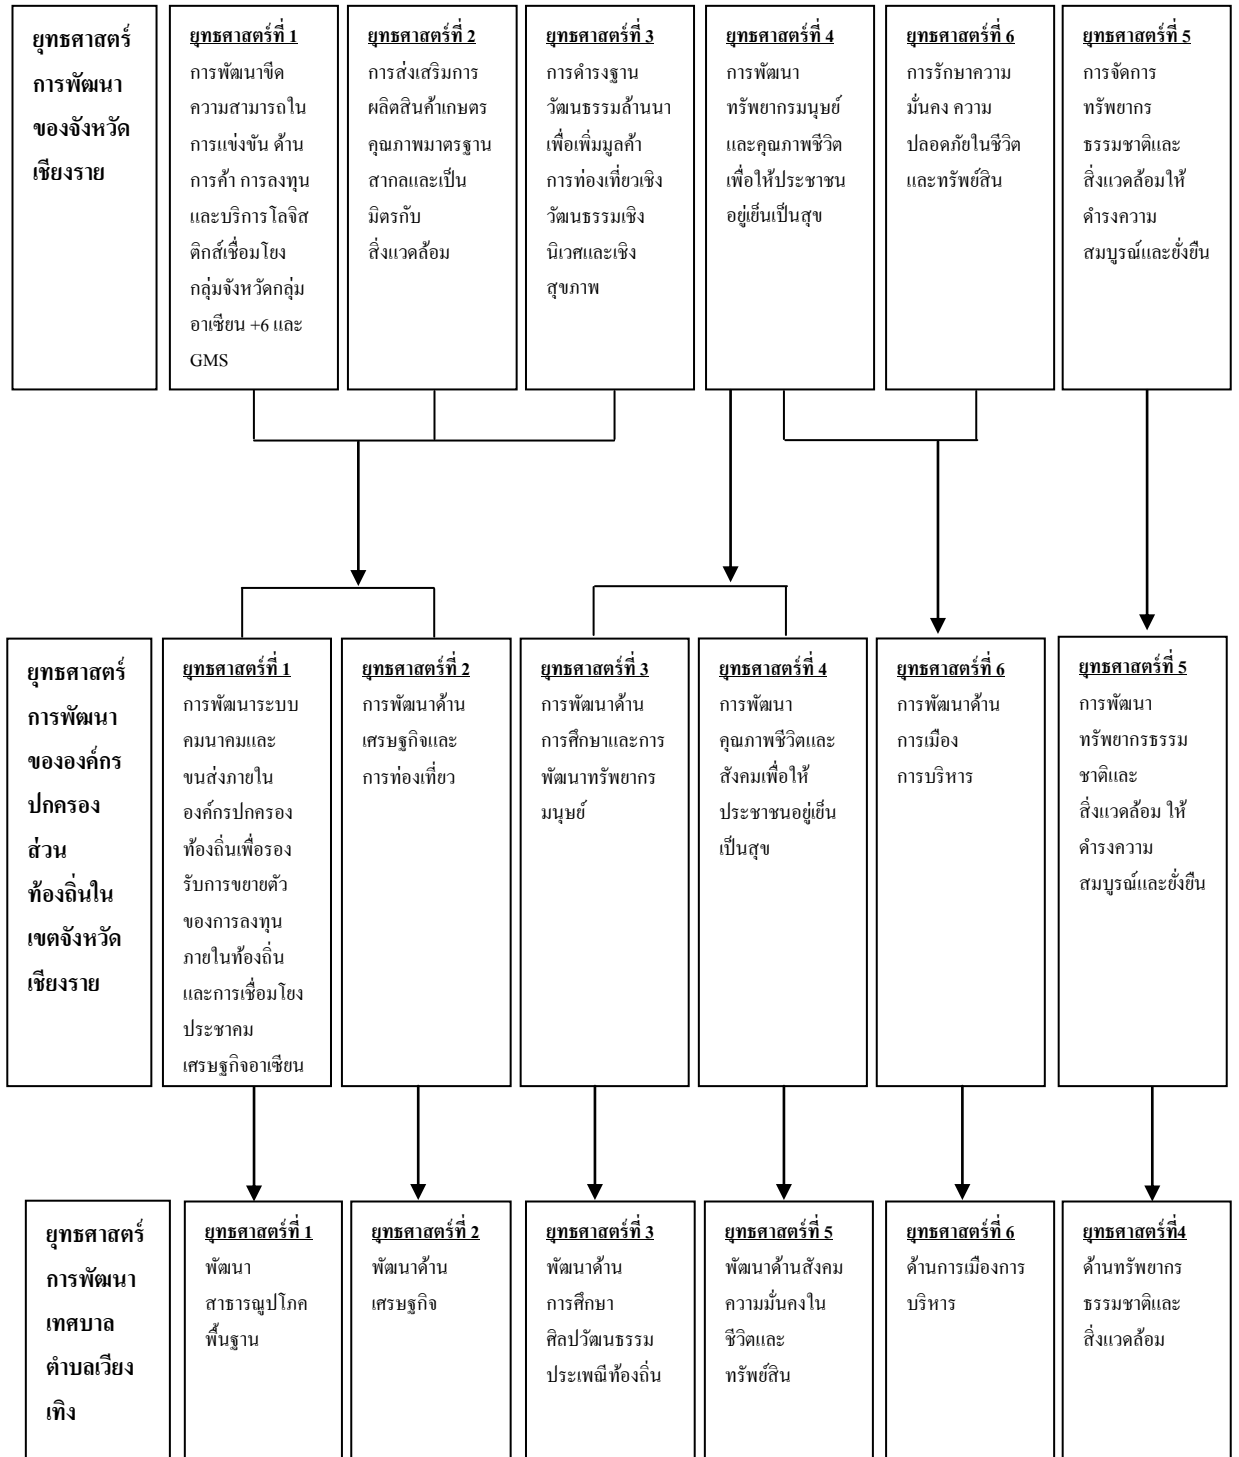 ยุทธศาสตร์
การพัฒนา
ของจังหวัด
เชียงราย
ยุทธศาสตร์ที่ 1
การพัฒนาขีด
ความสามารถใน
การแข่งขัน ด้าน
การค้า การลงทุน
และบริการโลจิส
ติกส์เชื่อมโยง
กลุ่มจังหวัดกลุ่ม
อาเซียน +6 และ
GMS
ยุทธศาสตร์ที่ 2
การส่งเสริมการ
ผลิตสินค้าเกษตร
คุณภาพมาตรฐาน
สากลและเป็น
มิตรกับ
สิ่งแวดล้อม
ยุทธศาสตร์ที่ 3
การดำรงฐาน
วัฒนธรรมล้านนา
เพื่อเพิ่มมูลค้า
การท่องเที่ยวเชิง
วัฒนธรรมเชิง
นิเวศและเชิง
สุขภาพ
ยุทธศาสตร์ที่ 4
การพัฒนา
ทรัพยากรมนุษย์
และคุณภาพชีวิต
เพื่อให้ประชาชน
อยู่เย็นเป็นสุข
ยุทธศาสตร์ที่ 6
การรักษาความ
มั่นคง ความ
ปลอดภัยในชีวิต
และทรัพย์สิน
ยุทธศาสตร์ที่ 5
การจัดการ
ทรัพยากร
ธรรมชาติและ
สิ่งแวดล้อมให้
ดำรงความ
สมบูรณ์และยั่งยืน
ยุทธศาสตร์
การพัฒนา
ขององค์กร
ปกครอง
ส่วน
ท้องถิ่นใน
เขตจังหวัด
เชียงราย
ยุทธศาสตร์ที่ 1
การพัฒนาระบบ
คมนาคมและ
ขนส่งภายใน
องค์กรปกครอง
ท้องถิ่นเพื่อรอง
รับการขยายตัว
ของการลงทุน
ภายในท้องถิ่น
และการเชื่อมโยง
ประชาคม
เศรษฐกิจอาเซียน
ยุทธศาสตร์ที่ 2
การพัฒนาด้าน
เศรษฐกิจและ
การท่องเที่ยว
ยุทธศาสตร์ที่ 3
การพัฒนาด้าน
การศึกษาและการ
พัฒนาทรัพยากร
มนุษย์
ยุทธศาสตร์ที่ 4
การพัฒนา
คุณภาพชีวิตและ
สังคมเพื่อให้
ประชาชนอยู่เย็น
เป็นสุข
ยุทธศาสตร์ที่ 6
การพัฒนาด้าน
การเมือง
การบริหาร
ยุทธศาสตร์ที่ 5
การพัฒนา
ทรัพยากรธรรม
ชาติและ
สิ่งแวดล้อม ให้
ดำรงความ
สมบูรณ์และยั่งยืน
ยุทธศาสตร์
การพัฒนา
เทศบาล
ตำบลเวียง
เทิง
ยุทธศาสตร์ที่ 1
พัฒนา
สาธารณูปโภค
พื้นฐาน
ยุทธศาสตร์ที่ 2
พัฒนาด้าน
เศรษฐกิจ
ยุทธศาสตร์ที่ 3
พัฒนาด้าน
การศึกษา
ศิลปวัฒนธรรม
ประเพณีท้องถิ่น
ยุทธศาสตร์ที่ 5
พัฒนาด้านสังคม
ความมั่นคงใน
ชีวิตและ
ทรัพย์สิน
ยุทธศาสตร์ที่ 6
ด้านการเมืองการ
บริหาร
ยุทธศาสตร์ที่4
ด้านทรัพยากร
ธรรมชาติและ
สิ่งแวดล้อม